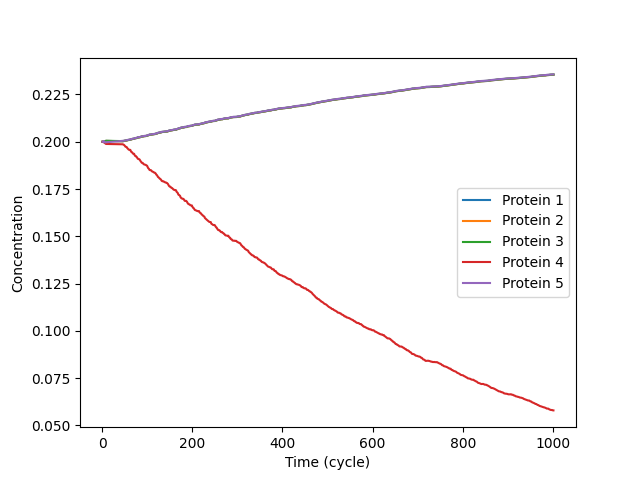 0.225
0.200
0.175
0.150
0.125
0.100
0.075
0.050
Concentration
0 200 400 600 800 1000
Time (cycle)
Protein 1
Protein 2
Protein 3
Protein 4
Protein 5